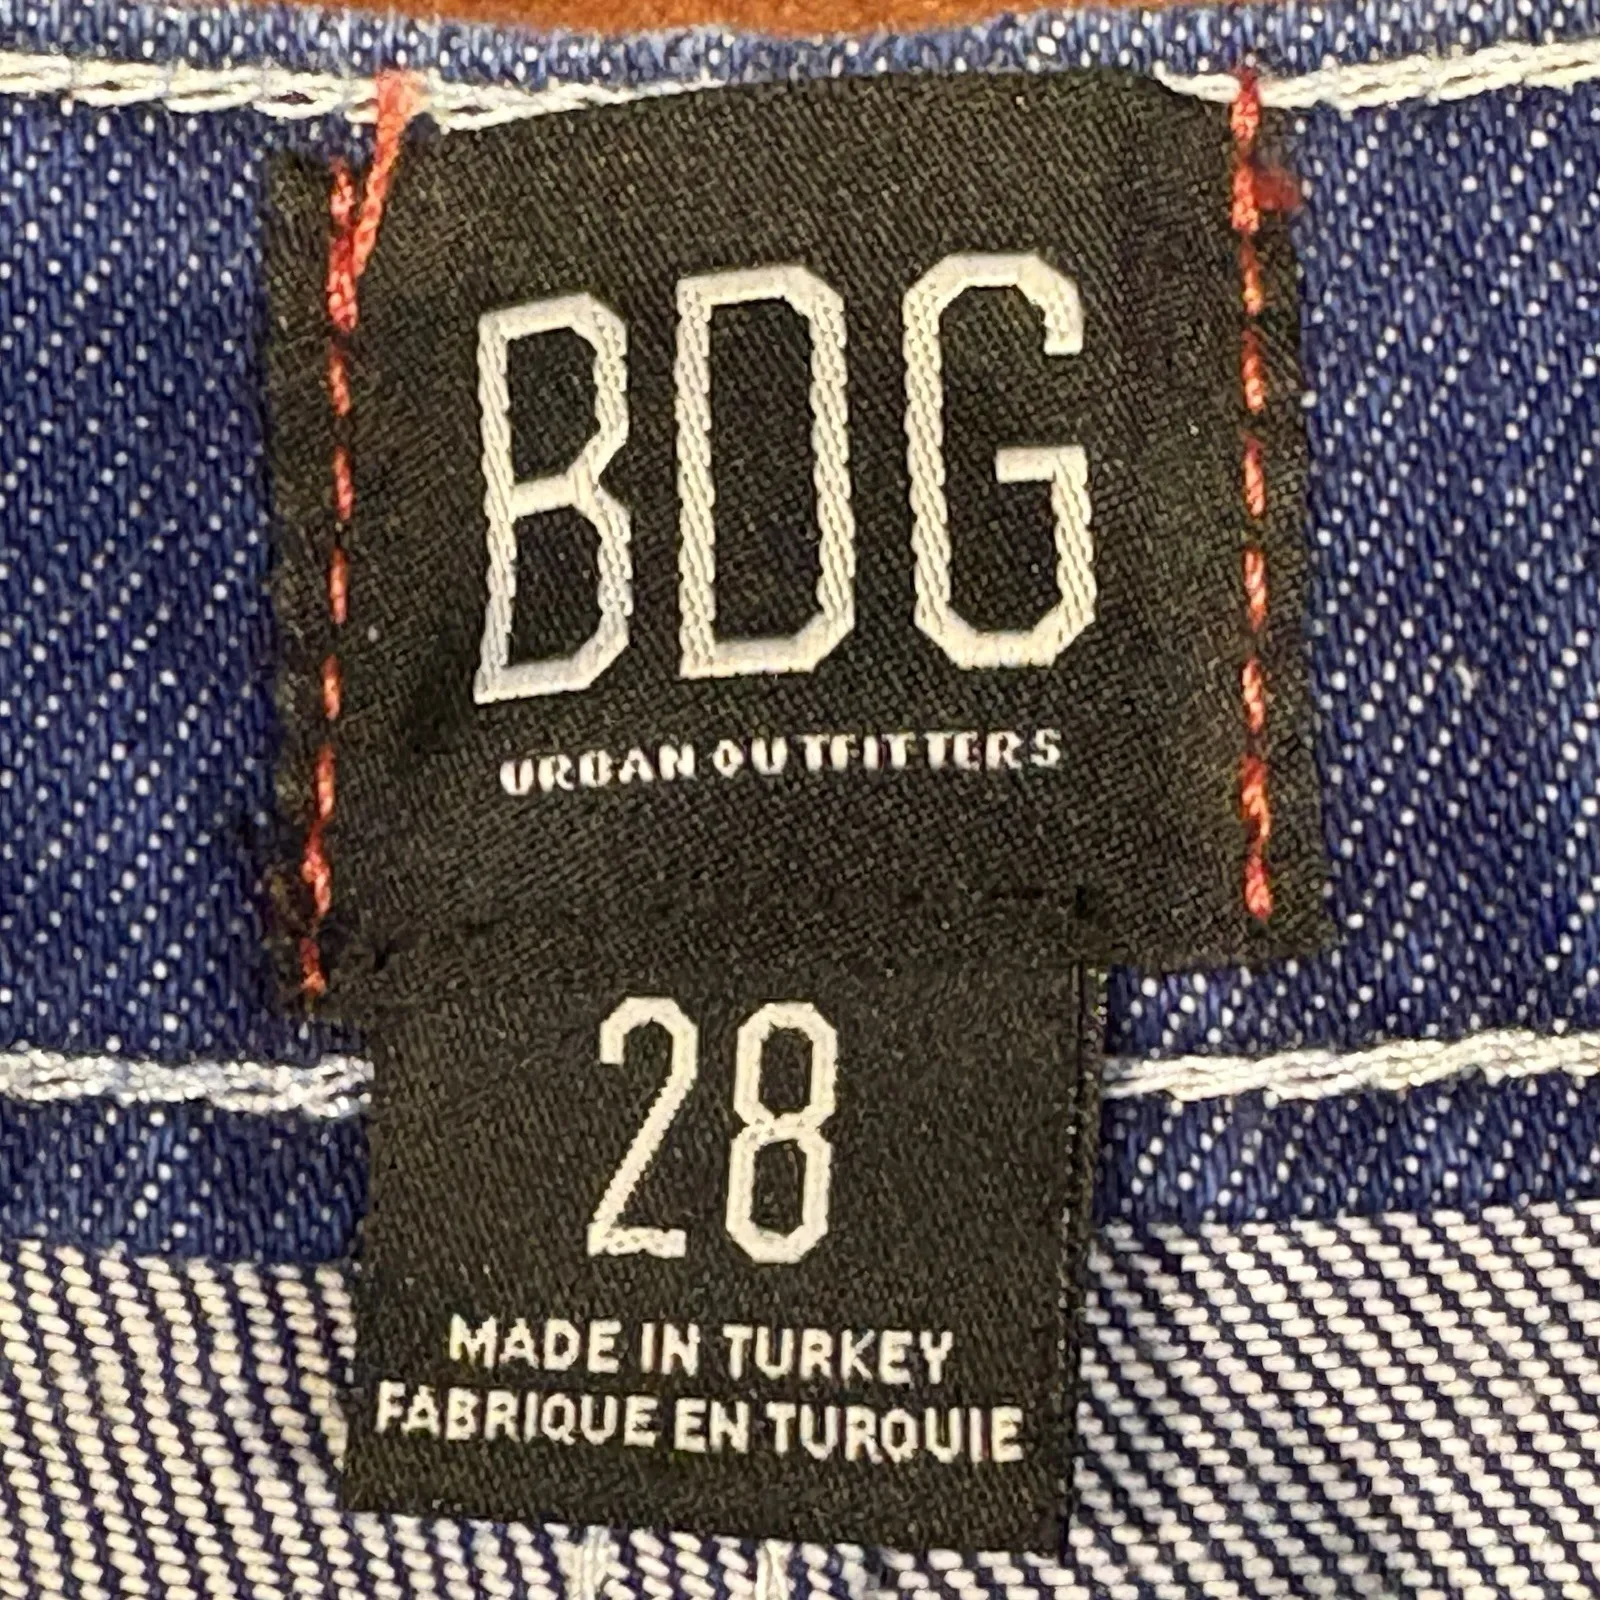 BDG
URBAN OUTFITTERS
28
MADE IN TURKEY
FABRIQUE EN TURQUIE